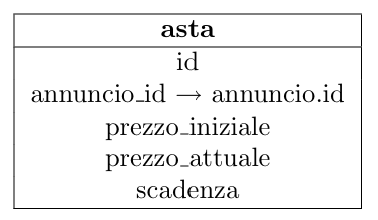 asta
id
annuncio_id → annuncio.id
prezzo_iniziale
prezzo_attuale
scadenza